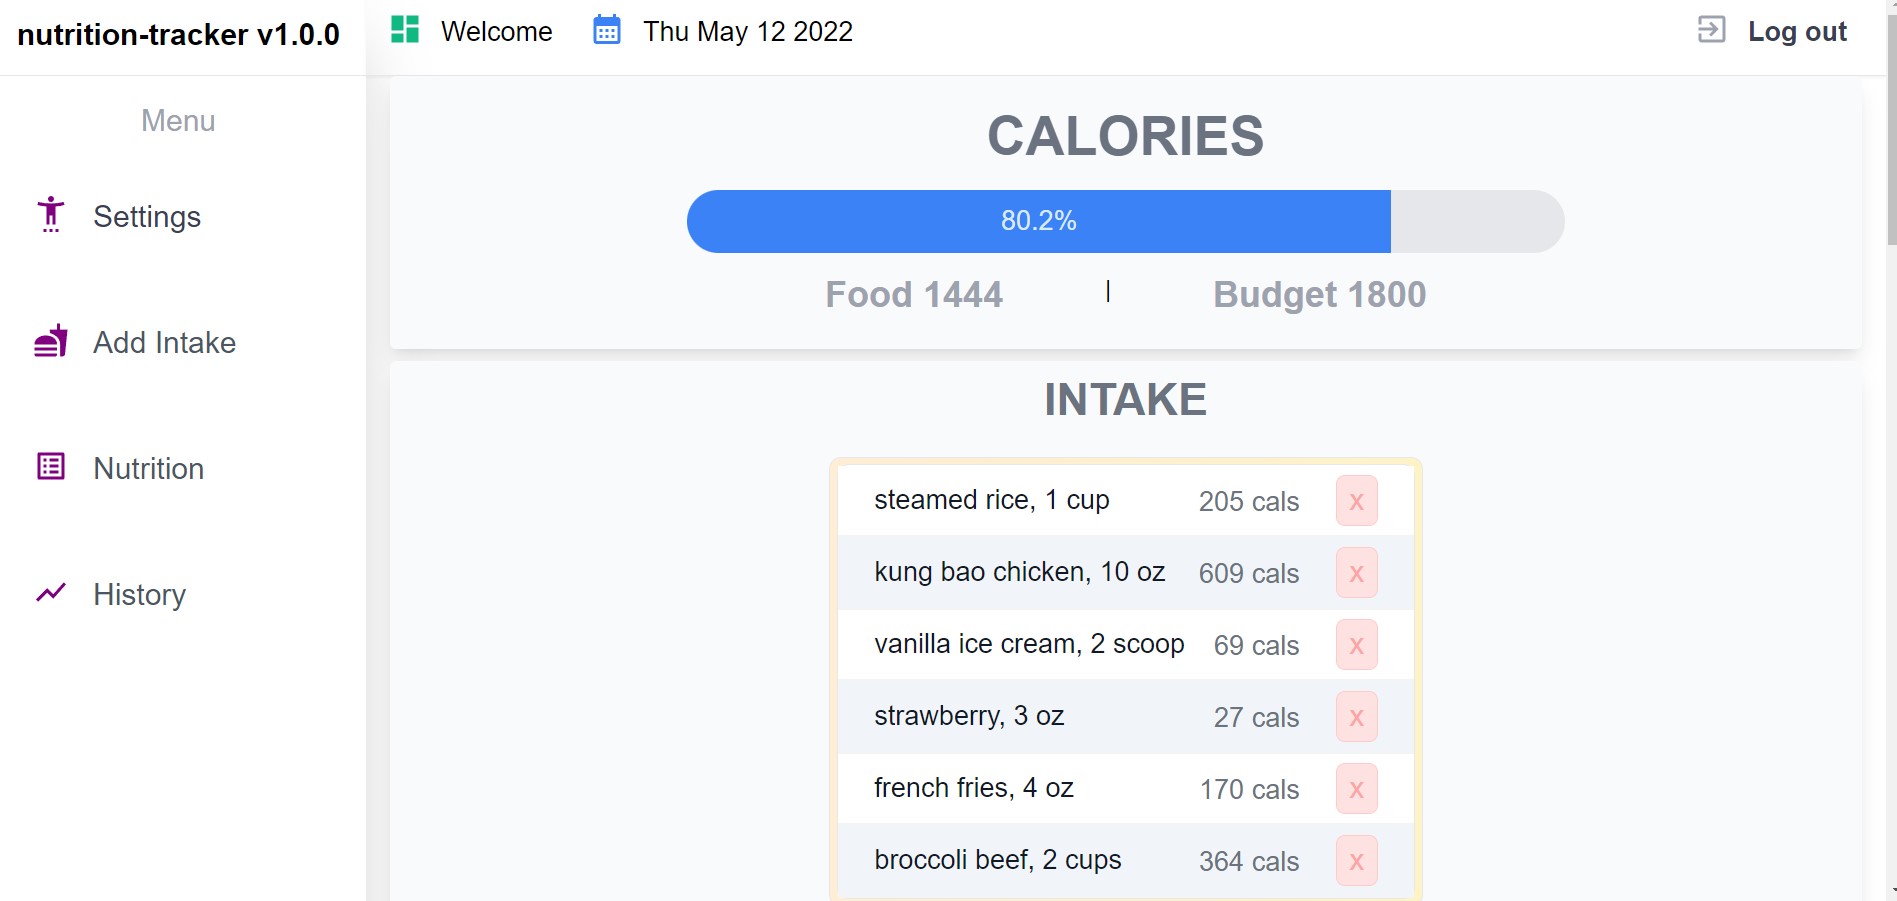 nutrition-tracker v1.0.0
Welcome
Thu May 12 2022
Log out
Menu
Settings
Add Intake
Nutrition
History
CALORIES
80.2%
Food 1444 | Budget 1800
INTAKE
steamed rice, 1 cup 205 cals X
kung bao chicken, 10 oz 609 cals X
vanilla ice cream, 2 scoop 69 cals X
strawberry, 3 oz 27 cals X
french fries, 4 oz 170 cals X
broccoli beef, 2 cups 364 cals X